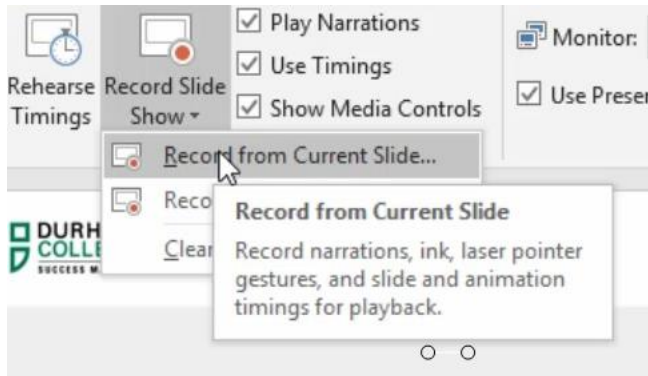 Rehearse Timings
Record Slide Show
Play Narrations
Use Timings
Show Media Controls
Monitor:
Use Preser
Record from Current Slide...
Reco
Clear
Record from Current Slide
Record narrations, ink, laser pointer
gestures, and slide and animation
timings for playback.
DURH
COLLE
SUCCESS M